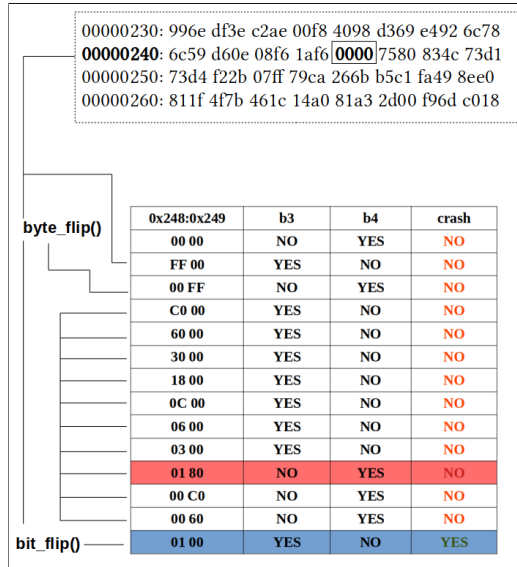 00000230: 996e df3e c2ae 00f8 4098 d369 e492 6c78
00000240: 6c59 d60e 08f6 1af6 0000 7580 834c 73d1
00000250: 73d4 f22b 07ff 79ca 266b b5c1 fa49 8ee0
00000260: 811f 4f7b 461c 14a0 81a3 2d00 f96d c018
byte_flip()
0x248:0x249 b3 b4 crash
00 00 NO YES NO
FF 00 YES NO NO
00 FF NO YES NO
C0 00 YES NO NO
60 00 YES NO NO
30 00 YES NO NO
18 00 YES NO NO
0C 00 YES NO NO
06 00 YES NO NO
03 00 YES NO NO
01 80 NO YES NO
00 C0 NO YES NO
00 60 NO YES NO
bit_flip() 01 00 YES NO YES